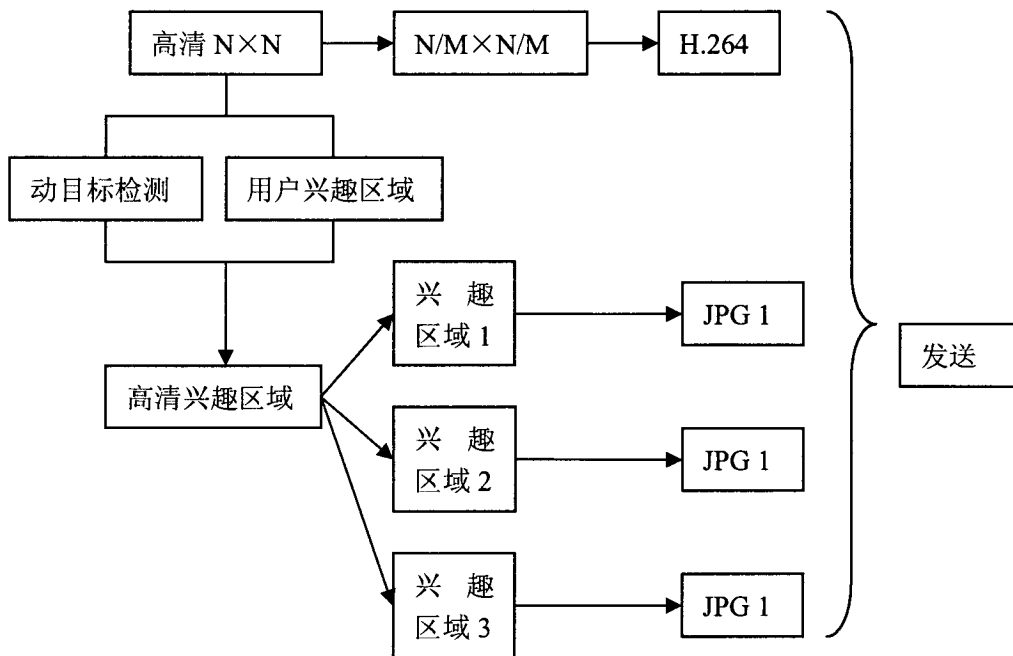 高清 N×N
N/M×N/M
H.264
动目标检测
用户兴趣区域
兴 趣
区域 1
JPG 1
发送
高清兴趣区域
兴 趣
区域 2
JPG 1
兴 趣
区域 3
JPG 1